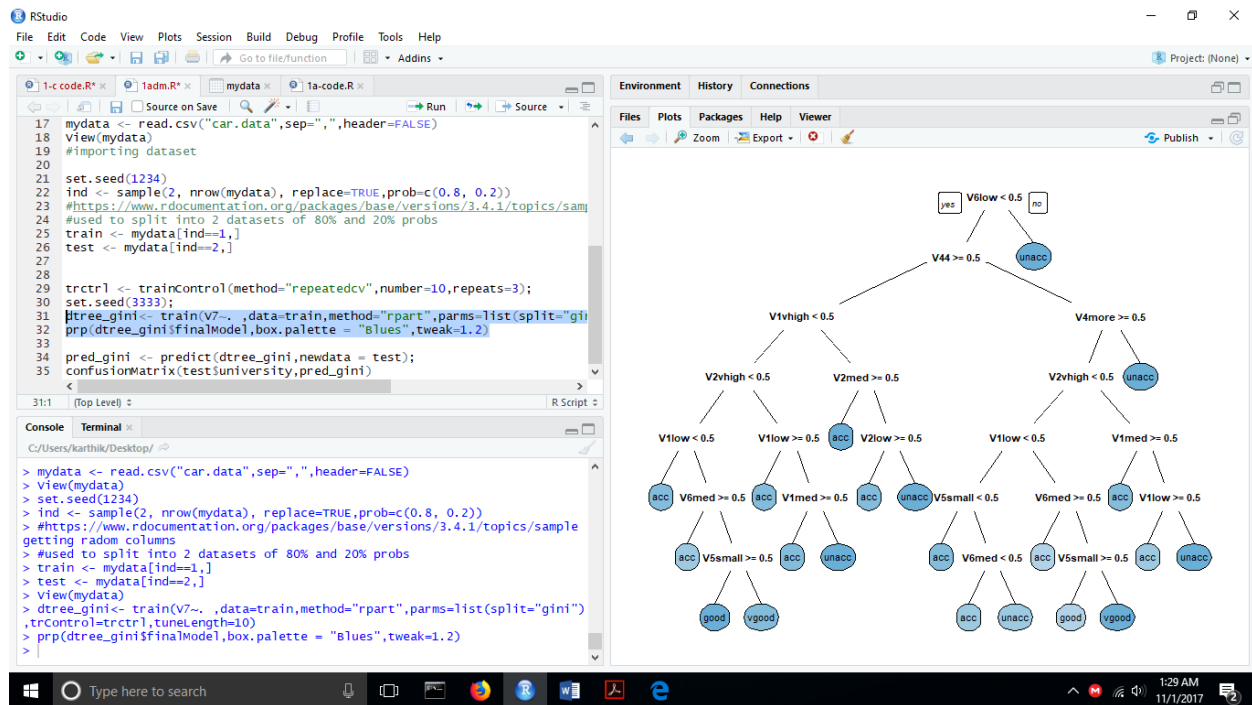 RStudio
File Edit Code View Plots Session Build Debug Profile Tools Help
Go to file/function Addins Project: (None)
1-c code.R* 1adm.R* mydata 1a-code.R
Source on Save Run Source
17 mydata <- read.csv("car.data",sep=",",header=FALSE)
18 View(mydata)
19 #importing dataset
20
21 set.seed(1234)
22 ind <- sample(2, nrow(mydata), replace=TRUE,prob=c(0.8, 0.2))
23 #https://www.rdocumentation.org/packages/base/versions/3.4.1/topics/sam
24 #used to split into 2 datasets of 80% and 20% probs
25 train <- mydata[ind==1,]
26 test <- mydata[ind==2,]
27
28
29 trctrl <- trainControl(method="repeatedcv",number=10,repeats=3);
30 set.seed(3333);
31 dtree_gini<- train(V7~. ,data=train,method="rpart",parms=list(split="gi
32 prp(dtree_gini$finalModel,box.palette = "Blues",tweak=1.2)
33
34 pred_gini <- predict(dtree_gini,newdata = test);
35 confusionMatrix(test$university,pred_gini)
31:1 (Top Level) R Script
Console Terminal
C:/Users/karthik/Desktop/
> mydata <- read.csv("car.data",sep=",",header=FALSE)
> View(mydata)
> set.seed(1234)
> ind <- sample(2, nrow(mydata), replace=TRUE,prob=c(0.8, 0.2))
> #https://www.rdocumentation.org/packages/base/versions/3.4.1/topics/sample
getting radom columns
> #used to split into 2 datasets of 80% and 20% probs
> train <- mydata[ind==1,]
> test <- mydata[ind==2,]
> View(mydata)
> dtree_gini<- train(V7~. ,data=train,method="rpart",parms=list(split="gini")
,trControl=trctrl,tuneLength=10)
> prp(dtree_gini$finalModel,box.palette = "Blues",tweak=1.2)
>
Environment History Connections
Files Plots Packages Help Viewer
Zoom Export Publish
yes V6low < 0.5 no
V44 >= 0.5 unacc
V1vhigh < 0.5 V4more >= 0.5
V2vhigh < 0.5 V2med >= 0.5 V2vhigh < 0.5 unacc
V1low < 0.5 V1low >= 0.5 acc V2low >= 0.5 V1low < 0.5 V1med >= 0.5
acc V6med >= 0.5 acc V1med >= 0.5 acc unacc V5small < 0.5 V6med >= 0.5 acc V1low >= 0.5
acc V5small >= 0.5 acc unacc acc V6med < 0.5 acc V5small >= 0.5 acc unacc
good vgood acc unacc good vgood
Type here to search
1:29 AM
11/1/2017
2